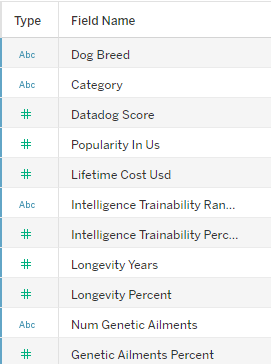 Type Field Name
Abc Dog Breed
Abc Category
# Datadog Score
# Popularity In Us
# Lifetime Cost Usd
Abc Intelligence Trainability Ran...
# Intelligence Trainability Perc...
# Longevity Years
# Longevity Percent
Abc Num Genetic Ailments
# Genetic Ailments Percent